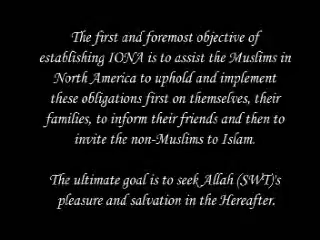 The first and foremost objective of
establishing IONA is to assist the Muslims in
North America to uphold and implement
these obligations first on themselves, their
families, to inform their friends and then to
invite the non-Muslims to Islam.
The ultimate goal is to seek Allah (SWT)'s
pleasure and salvation in the Hereafter.